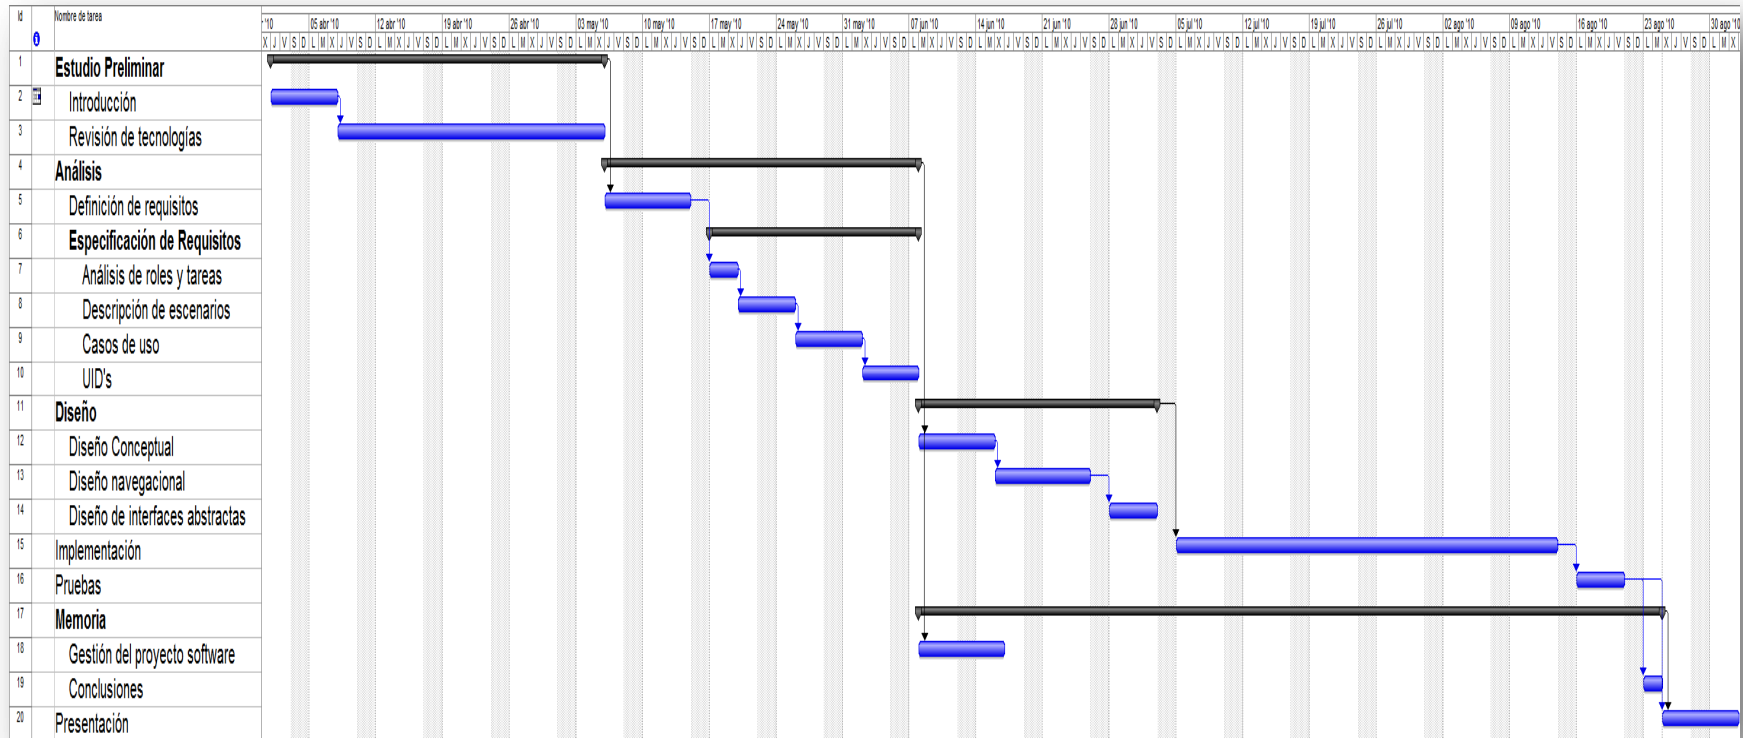 Id Nombre de tarea '10 05 abr '10 12 abr '10 19 abr '10 26 abr '10 03 may '10 10 may '10 17 may '10 24 may '10 31 may '10 07 jun '10 14 jun '10 21 jun '10 28 jun '10 05 jul '10 12 jul '10 19 jul '10 26 jul '10 02 ago '10 09 ago '10 16 ago '10 23 ago '10 30 ago '10
X J V S D L M X J V S D L M X J V S D L M X J V S D L M X J V S D L M X J V S D L M X J V S D L M X J V S D L M X J V S D L M X J V S D L M X J V S D L M X J V S D L M X J V S D L M X J V S D L M X J V S D L M X J V S D L M X J V S D L M X J V S D L M X J V S D L M X J V S D L M X J V S D L M X J V S D L M X
1 Estudio Preliminar
2 Introducción
3 Revisión de tecnologías
4 Análisis
5 Definición de requisitos
6 Especificación de Requisitos
7 Análisis de roles y tareas
8 Descripción de escenarios
9 Casos de uso
10 UID's
11 Diseño
12 Diseño Conceptual
13 Diseño navegacional
14 Diseño de interfaces abstractas
15 Implementación
16 Pruebas
17 Memoria
18 Gestión del proyecto software
19 Conclusiones
20 Presentación